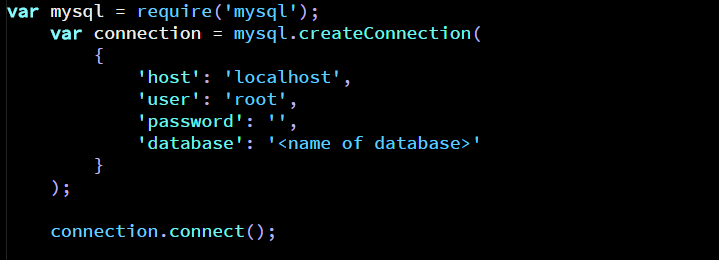 var mysql = require('mysql');
var connection = mysql.createConnection(
{
'host': 'localhost',
'user': 'root',
'password': '',
'database': '<name of database>'
}
);
connection.connect();